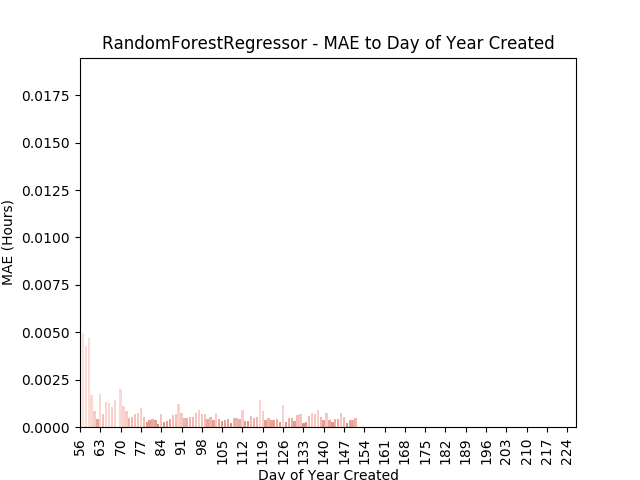 RandomForestRegressor - MAE to Day of Year Created
0.0175
0.0150
0.0125
0.0100
0.0075
0.0050
0.0025
0.0000
MAE (Hours)
56 63 70 77 84 91 98 105 112 119 126 133 140 147 154 161 168 175 182 189 196 203 210 217 224
Day of Year Created